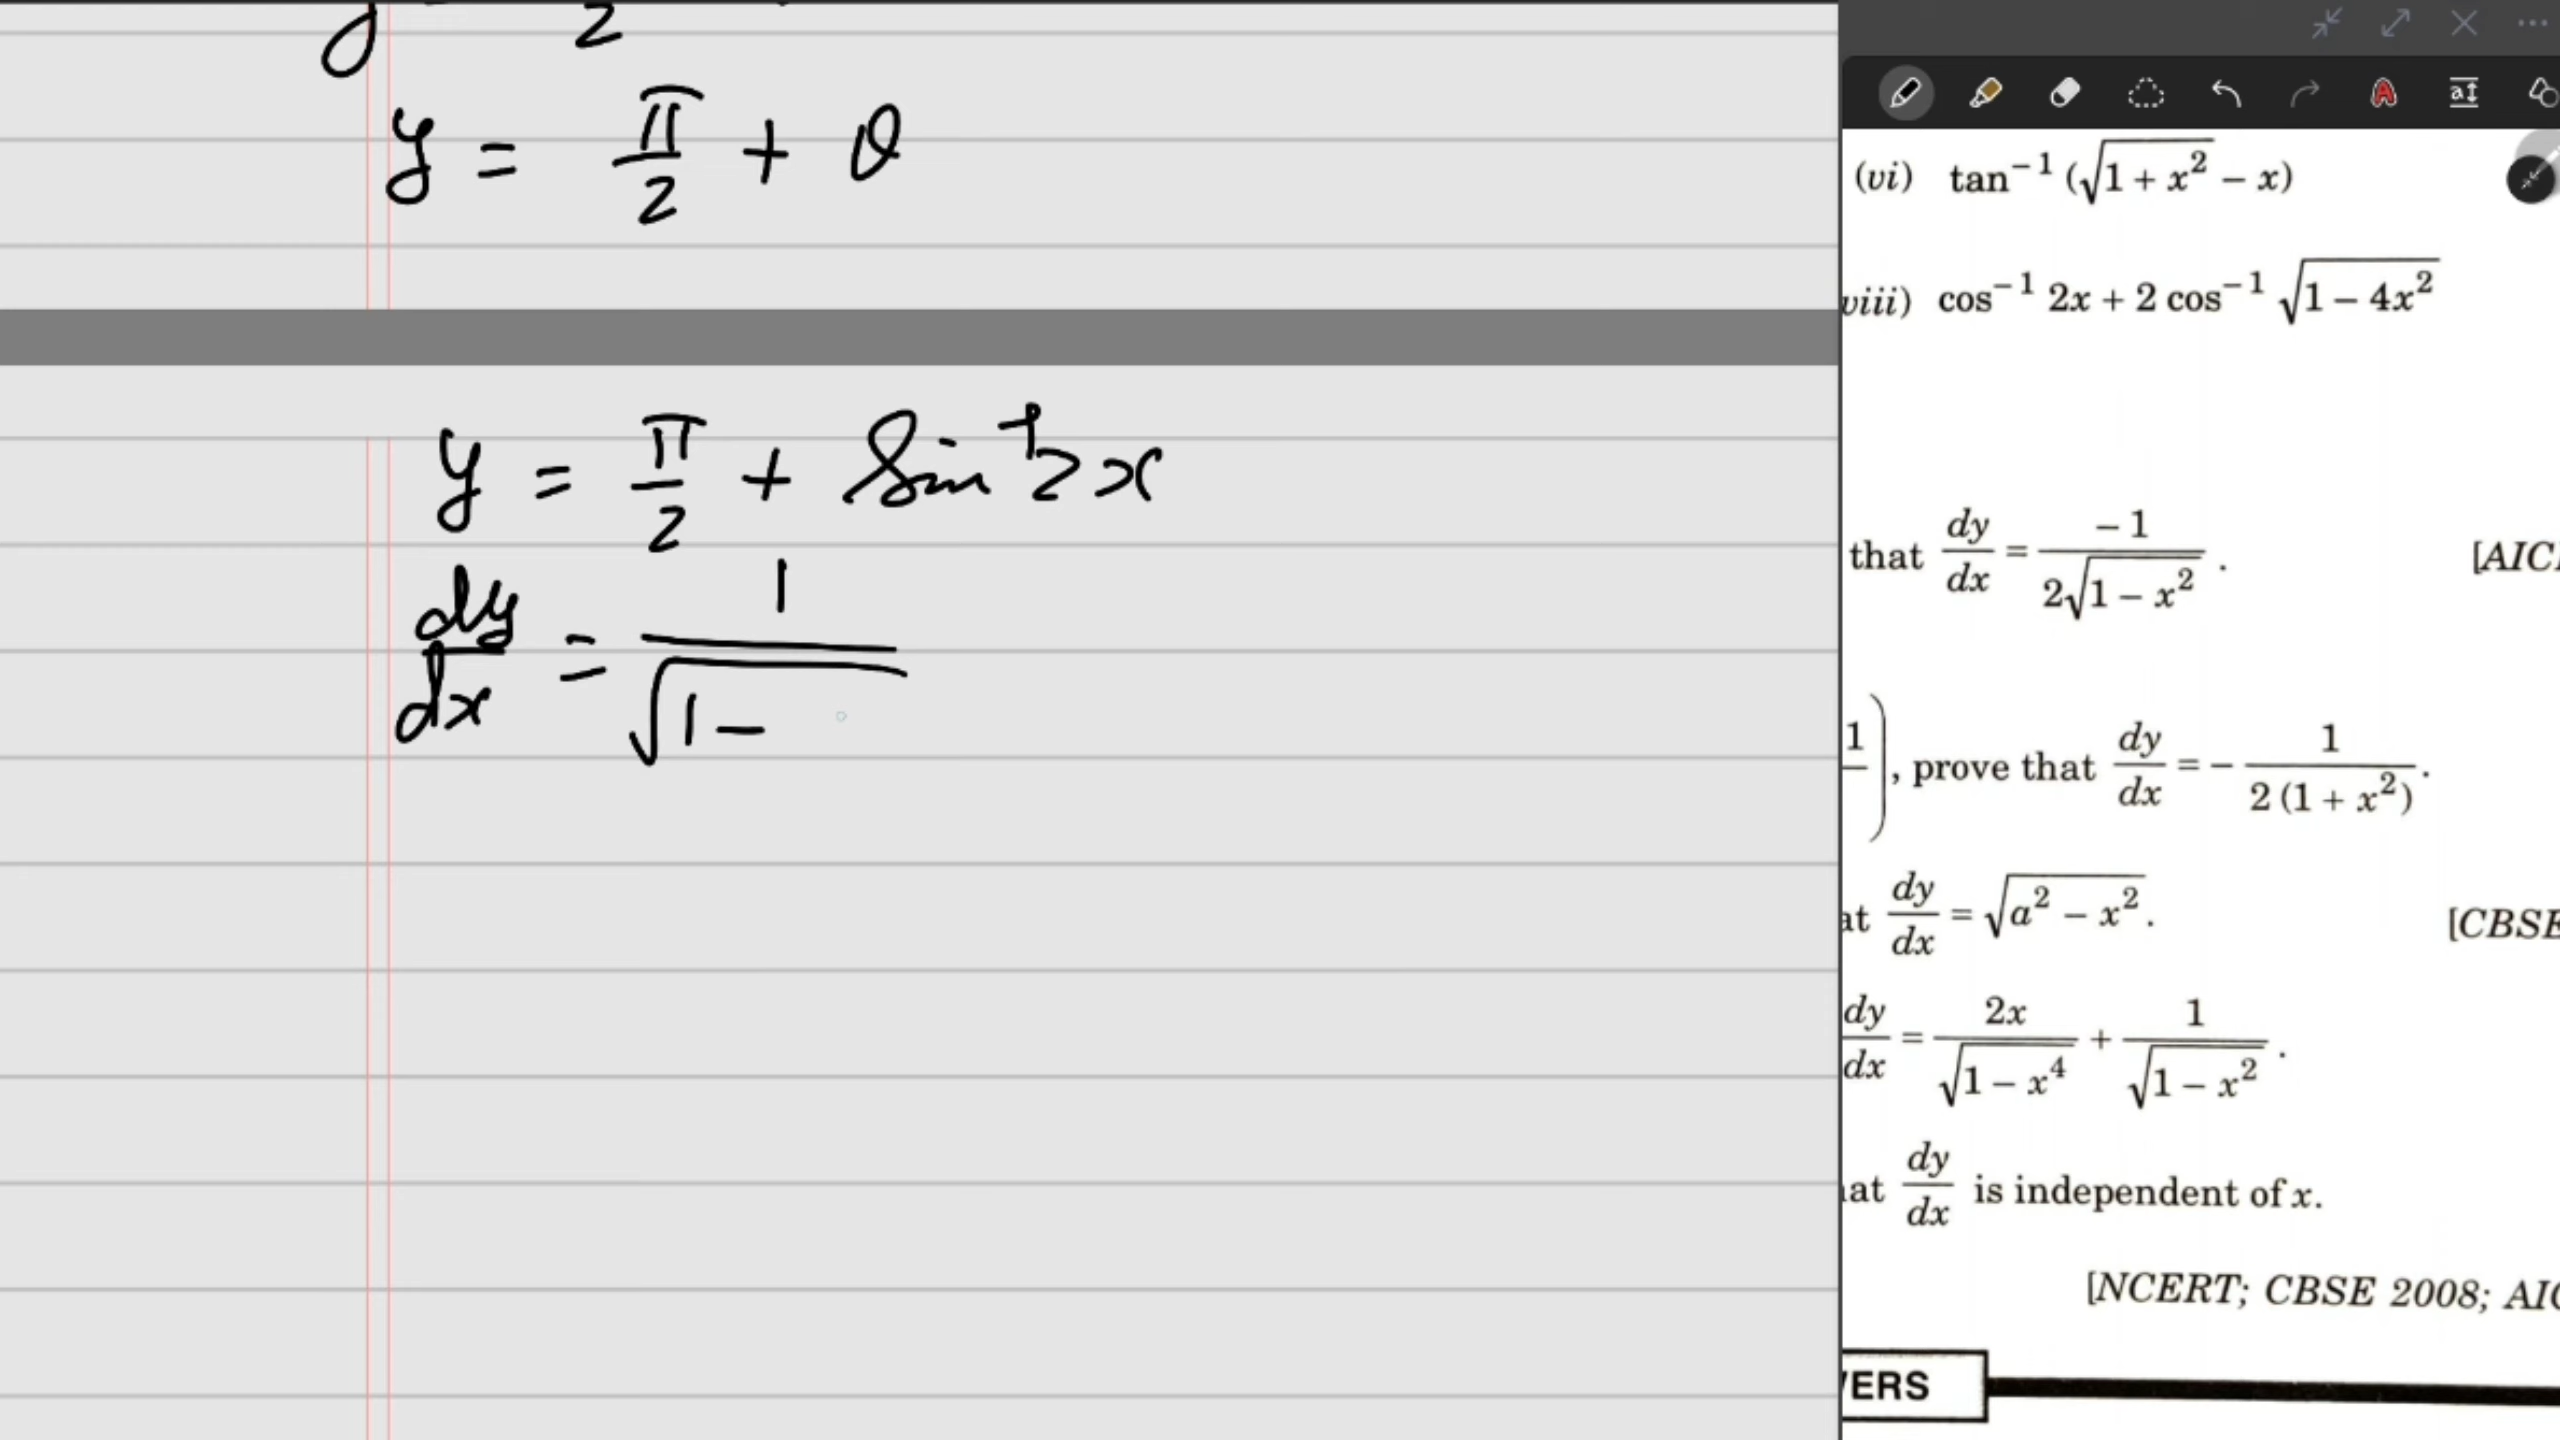 y = π/2 + θ
y = π/2 + Sin⁻¹ 2x
dy/dx = 1/√(1 −
(vi) tan⁻¹ (√(1 + x²) − x)
viii) cos⁻¹ 2x + 2 cos⁻¹ √(1 − 4x²)
that dy/dx = −1/(2√(1 − x²)) . [AIC
1 ), prove that dy/dx = − 1/(2 (1 + x²)).
at dy/dx = √(a² − x²). [CBSE
dy/dx = 2x/√(1 − x⁴) + 1/√(1 − x²) .
at dy/dx is independent of x.
[NCERT; CBSE 2008; AIC
ERS